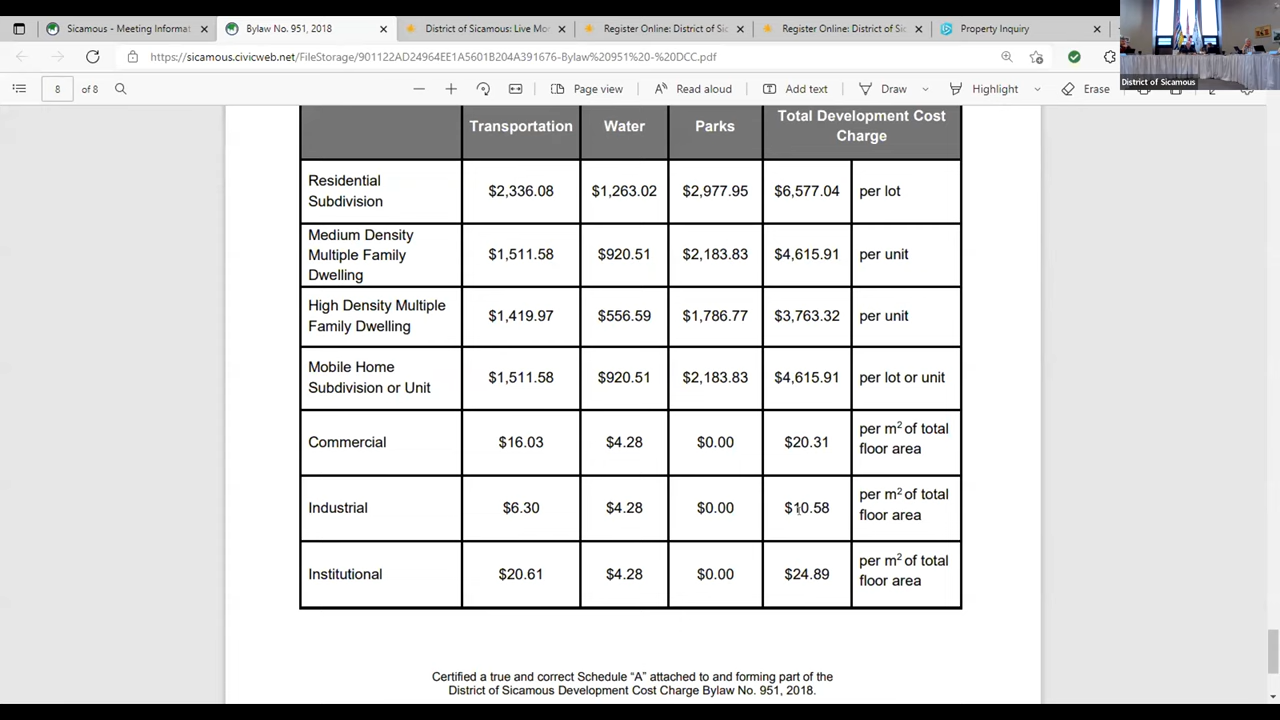 Sicamous - Meeting Informat
Bylaw No. 951, 2018
District of Sicamous: Live Mo
Register Online: District of Sic
Register Online: District of Sic
Property Inquiry
https://sicamous.civicweb.net/FileStorage/901122AD24964EE1A5601B204A391676-Bylaw%20951%20-%20DCC.pdf
District of Sicamous
8 of 8
Page view
Read aloud
Add text
Draw
Highlight
Erase
Transportation Water Parks Total Development Cost
Charge
Residential
Subdivision $2,336.08 $1,263.02 $2,977.95 $6,577.04 per lot
Medium Density
Multiple Family
Dwelling $1,511.58 $920.51 $2,183.83 $4,615.91 per unit
High Density Multiple
Family Dwelling $1,419.97 $556.59 $1,786.77 $3,763.32 per unit
Mobile Home
Subdivision or Unit $1,511.58 $920.51 $2,183.83 $4,615.91 per lot or unit
Commercial $16.03 $4.28 $0.00 $20.31 per m² of total
floor area
Industrial $6.30 $4.28 $0.00 $10.58 per m² of total
floor area
Institutional $20.61 $4.28 $0.00 $24.89 per m² of total
floor area
Certified a true and correct Schedule “A” attached to and forming part of the
District of Sicamous Development Cost Charge Bylaw No. 951, 2018.